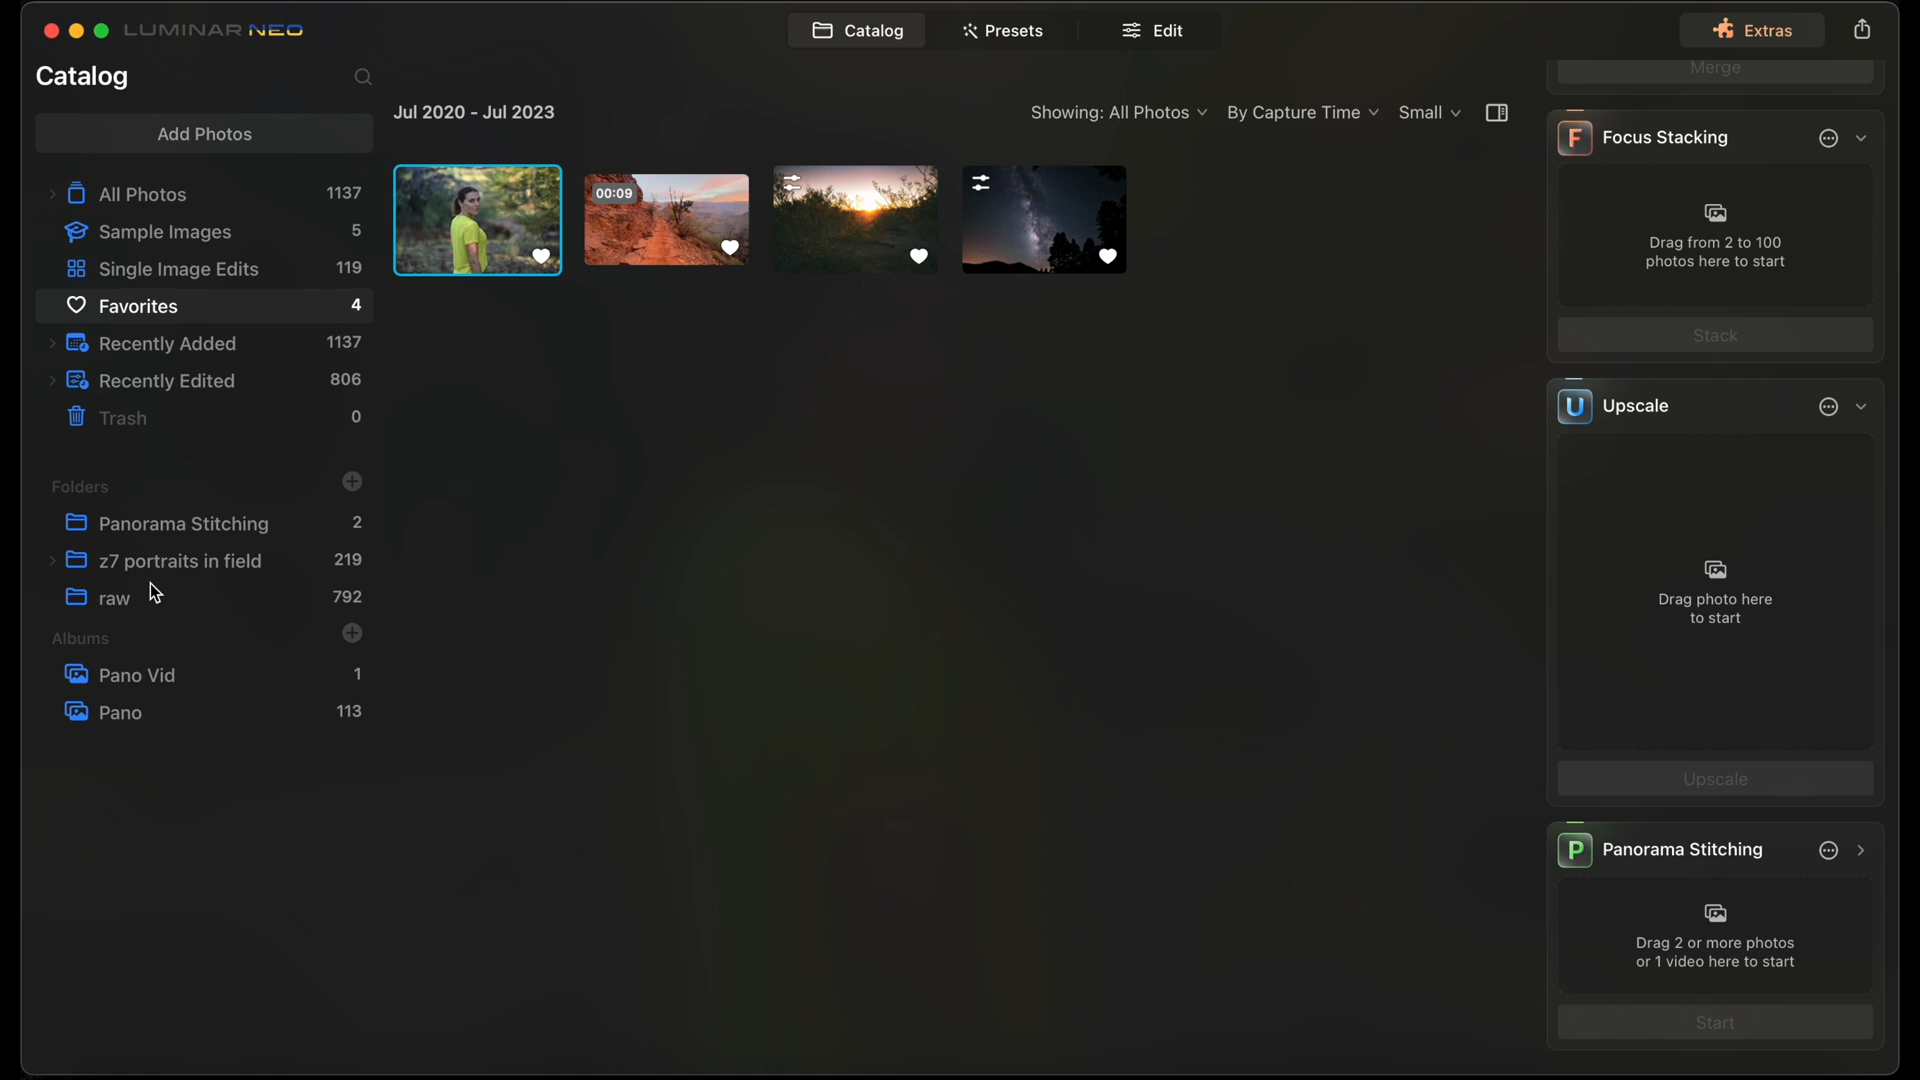 LUMINAR NEO
Catalog
Presets
Edit
Extras
Catalog
Add Photos
All Photos 1137
Sample Images 5
Single Image Edits 119
Favorites 4
Recently Added 1137
Recently Edited 806
Trash 0
Folders
Panorama Stitching 2
z7 portraits in field 219
raw 792
Albums
Pano Vid 1
Pano 113
Jul 2020 - Jul 2023
Showing: All Photos
By Capture Time
Small
00:09
Merge
F Focus Stacking
Drag from 2 to 100
photos here to start
Stack
U Upscale
Drag photo here
to start
Upscale
P Panorama Stitching
Drag 2 or more photos
or 1 video here to start
Start